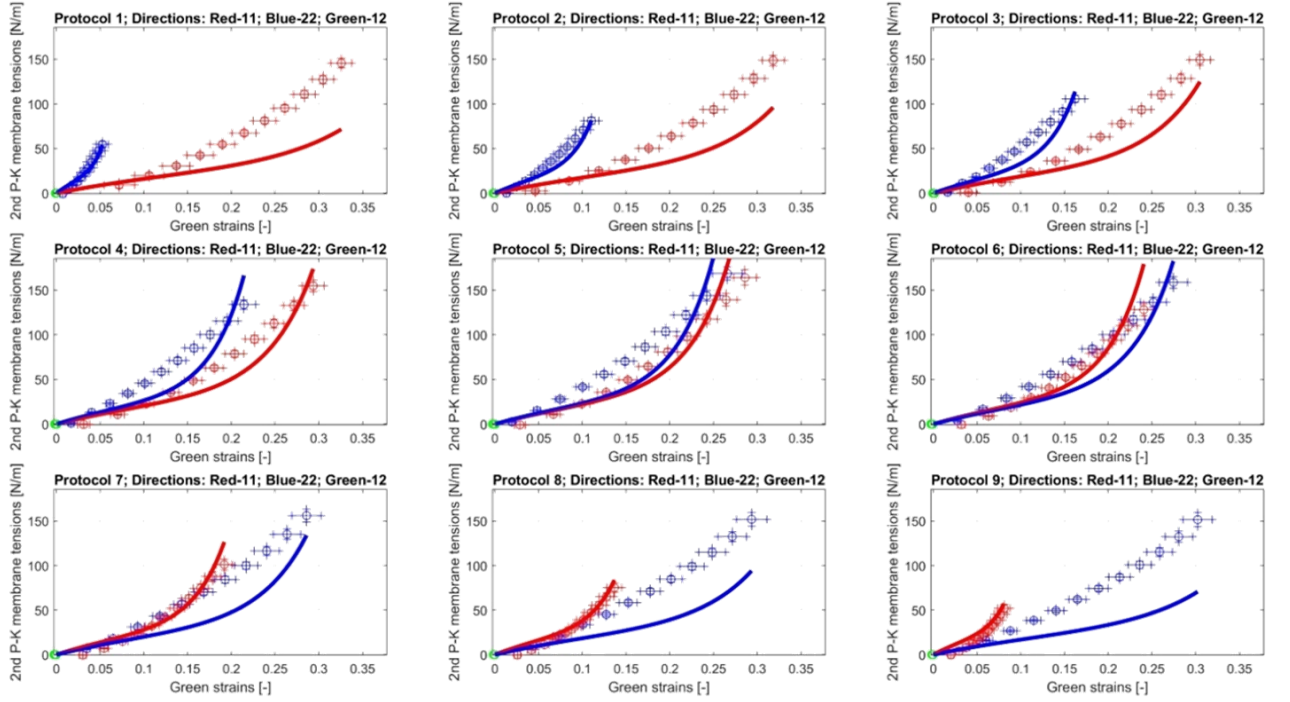 Protocol 1; Directions: Red-11; Blue-22; Green-12
2nd P-K membrane tensions [N/m]
150
100
50
0
0 0.05 0.1 0.15 0.2 0.25 0.3 0.35
Green strains [-]
Protocol 2; Directions: Red-11; Blue-22; Green-12
2nd P-K membrane tensions [N/m]
150
100
50
0
0 0.05 0.1 0.15 0.2 0.25 0.3 0.35
Green strains [-]
Protocol 3; Directions: Red-11; Blue-22; Green-12
2nd P-K membrane tensions [N/m]
150
100
50
0
0 0.05 0.1 0.15 0.2 0.25 0.3 0.35
Green strains [-]
Protocol 4; Directions: Red-11; Blue-22; Green-12
2nd P-K membrane tensions [N/m]
150
100
50
0
0 0.05 0.1 0.15 0.2 0.25 0.3 0.35
Green strains [-]
Protocol 5; Directions: Red-11; Blue-22; Green-12
2nd P-K membrane tensions [N/m]
150
100
50
0
0 0.05 0.1 0.15 0.2 0.25 0.3 0.35
Green strains [-]
Protocol 6; Directions: Red-11; Blue-22; Green-12
2nd P-K membrane tensions [N/m]
150
100
50
0
0 0.05 0.1 0.15 0.2 0.25 0.3 0.35
Green strains [-]
Protocol 7; Directions: Red-11; Blue-22; Green-12
2nd P-K membrane tensions [N/m]
150
100
50
0
0 0.05 0.1 0.15 0.2 0.25 0.3 0.35
Green strains [-]
Protocol 8; Directions: Red-11; Blue-22; Green-12
2nd P-K membrane tensions [N/m]
150
100
50
0
0 0.05 0.1 0.15 0.2 0.25 0.3 0.35
Green strains [-]
Protocol 9; Directions: Red-11; Blue-22; Green-12
2nd P-K membrane tensions [N/m]
150
100
50
0
0 0.05 0.1 0.15 0.2 0.25 0.3 0.35
Green strains [-]